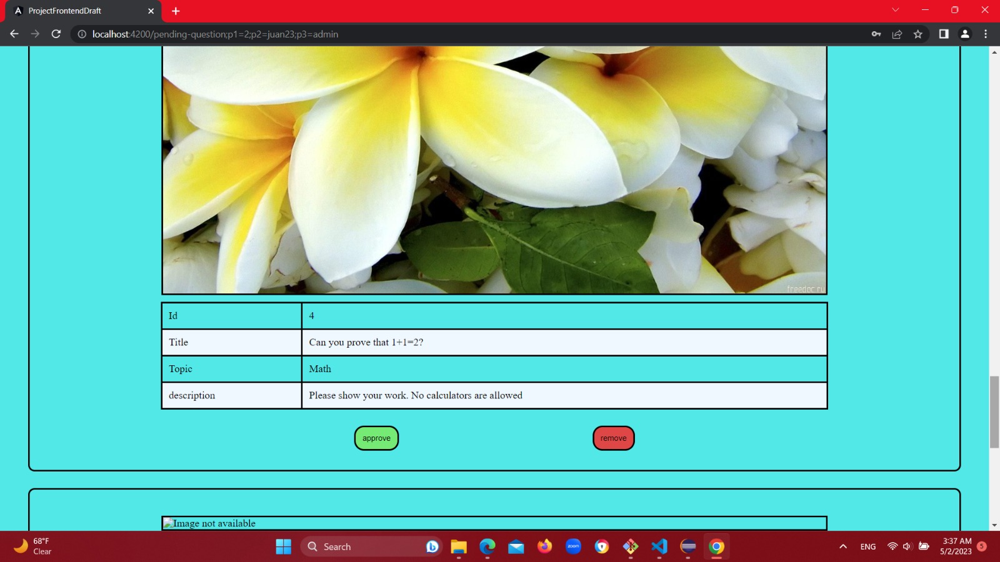 ProjectFrontendDraft
localhost:4200/pending-question;p1=2;p2=juan23;p3=admin
freedoc.ru
Id 4
Title Can you prove that 1+1=2?
Topic Math
description Please show your work. No calculators are allowed
approve remove
Image not available
68°F
Clear
Search
zoom
ENG
3:37 AM
5/2/2023
5